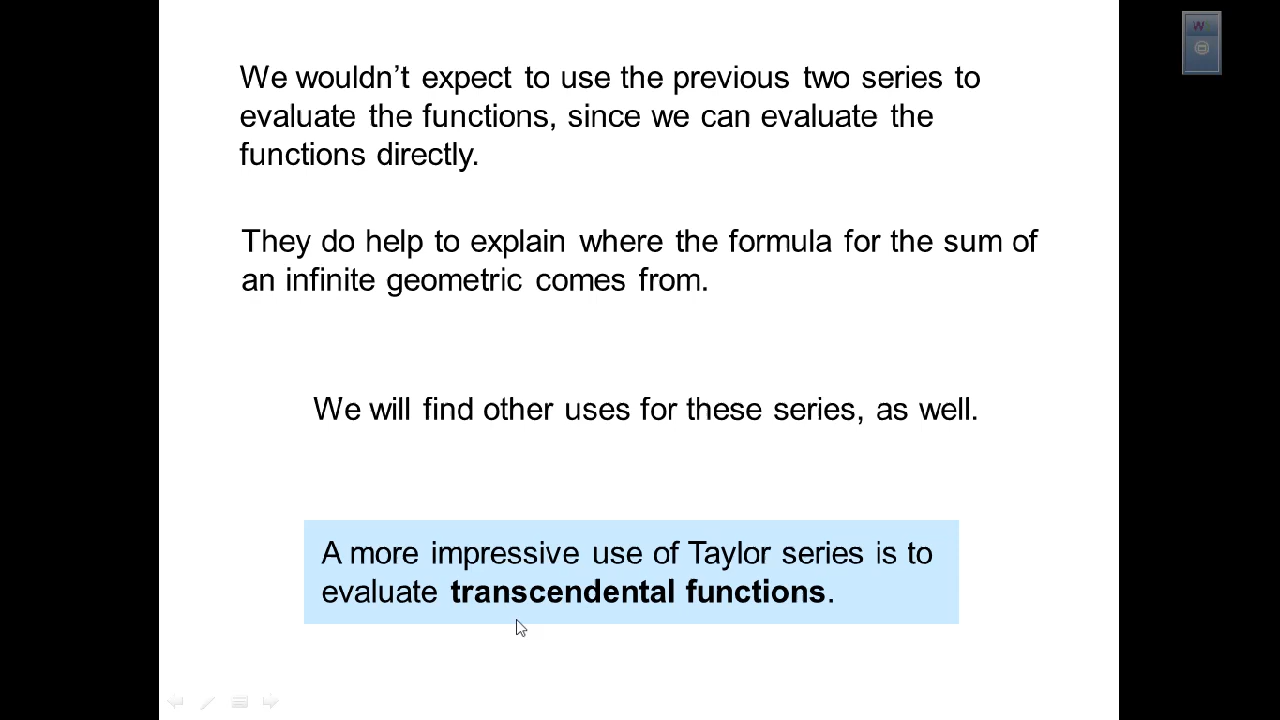 We wouldn’t expect to use the previous two series to
evaluate the functions, since we can evaluate the
functions directly.
They do help to explain where the formula for the sum of
an infinite geometric comes from.
We will find other uses for these series, as well.
A more impressive use of Taylor series is to
evaluate transcendental functions.